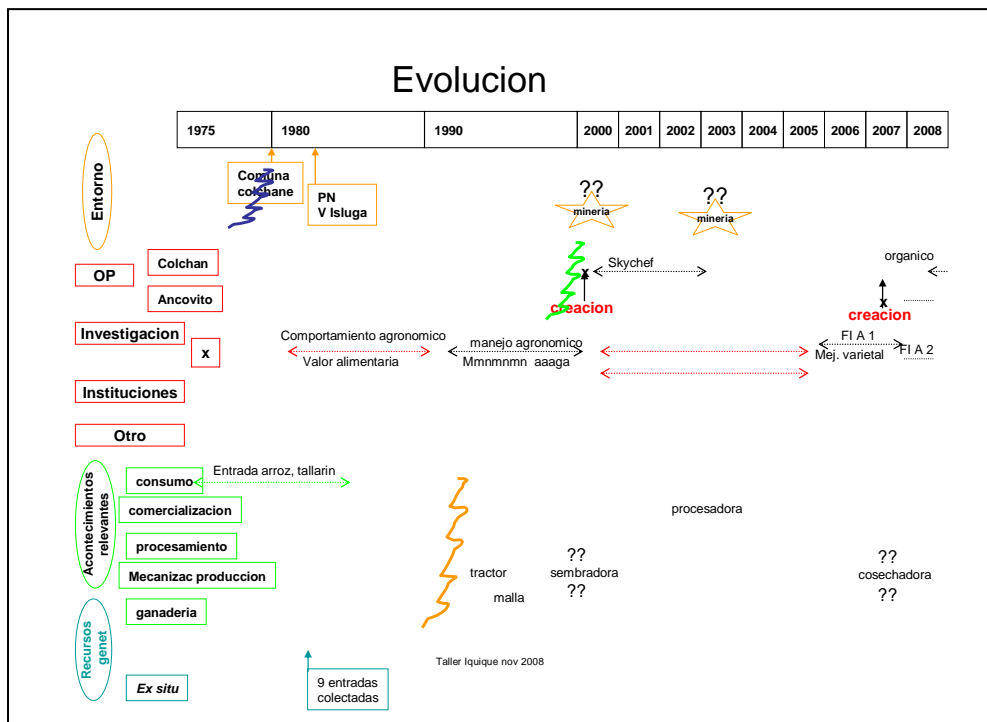 Evolucion
1975 1980 1990 2000 2001 2002 2003 2004 2005 2006 2007 2008
Entorno
Comuna
colchane
PN
V Isluga
??
mineria
??
mineria
OP
Colchan
Ancovito
x
Skychef
creacion
organico
x
creacion
Investigacion
x
Comportamiento agronomico
Valor alimentaria
manejo agronomico
Mmnmnmn aaaga
FI A 1
Mej. varietal
FI A 2
Instituciones
Otro
Acontecimientos
relevantes
consumo
Entrada arroz, tallarin
comercializacion
procesadora
procesamiento
Mecanizac produccion
tractor
malla
??
sembradora
??
??
cosechadora
??
ganaderia
Recursos
genet
Ex situ
9 entradas
colectadas
Taller Iquique nov 2008